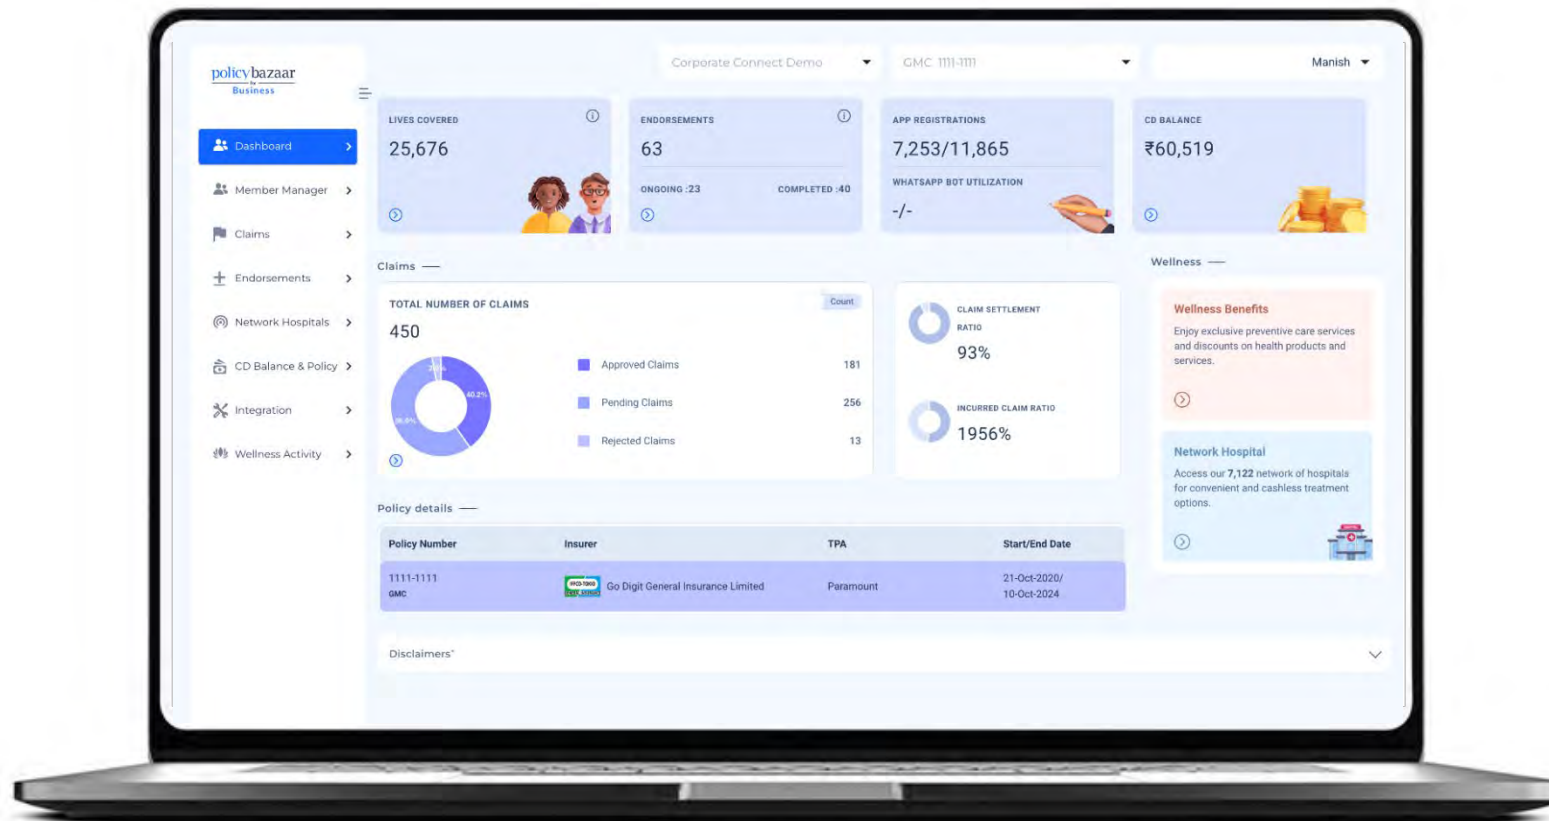 policybazaar
for
Business
Corporate Connect Demo
GMC 1111-1111
Manish
Dashboard
Member Manager
Claims
Endorsements
Network Hospitals
CD Balance & Policy
Integration
Wellness Activity
LIVES COVERED
25,676
ENDORSEMENTS
63
ONGOING :23 COMPLETED :40
APP REGISTRATIONS
7,253/11,865
WHATSAPP BOT UTILIZATION
-/-
CD BALANCE
₹60,519
Claims
TOTAL NUMBER OF CLAIMS
Count
450
40.2%
Approved Claims 181
Pending Claims 256
Rejected Claims 13
CLAIM SETTLEMENT
RATIO
93%
INCURRED CLAIM RATIO
1956%
Wellness
Wellness Benefits
Enjoy exclusive preventive care services
and discounts on health products and
services.
Network Hospital
Access our 7,122 network of hospitals
for convenient and cashless treatment
options.
Policy details
Policy Number Insurer TPA Start/End Date
1111-1111
GMC
IFFCO-TOKIO
Go Digit General Insurance Limited
Paramount
21-Oct-2020/
10-Oct-2024
Disclaimers*